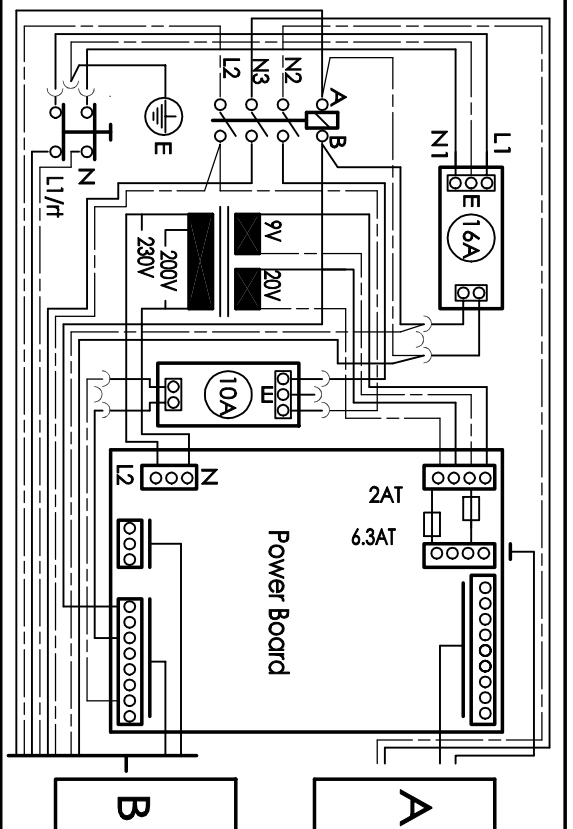 L2
N3
N2
A
B
E
N
L1/rt
L1
N1
E
16A
9V
20V
200V
230V
10A
E
L2
N
2AT
6.3AT
Power Board
B
A